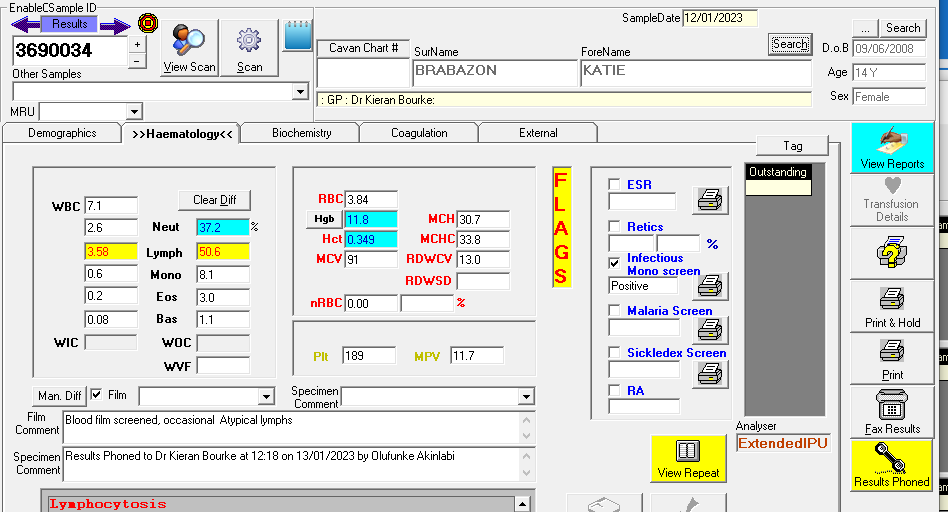 EnableCSample ID
Results
3690034
+
-
View Scan
Scan
Other Samples
MRU
Cavan Chart #
SurName
ForeName
BRABAZON
KATIE
: GP : Dr Kieran Bourke:
SampleDate 12/01/2023
Search
...
Search
D.o.B 09/06/2008
Age 14 Y
Sex Female
Demographics
>>Haematology<<
Biochemistry
Coagulation
External
Tag
Outstanding
WBC 7.1
Clear Diff
2.6 Neut 37.2 %
3.58 Lymph 50.6
0.6 Mono 8.1
0.2 Eos 3.0
0.08 Bas 1.1
WIC WOC
WVF
RBC 3.84
Hgb 11.8 MCH 30.7
Hct 0.349 MCHC 33.8
MCV 91 RDWCV 13.0
RDWSD
nRBC 0.00 %
Plt 189 MPV 11.7
FLAGS
ESR
Retics
%
Infectious
Mono screen
Positive
Malaria Screen
Sickledex Screen
RA
Man. Diff
Film
Specimen
Comment
Film
Comment
Blood film screened, occasional Atypical lymphs
Specimen
Comment
Results Phoned to Dr Kieran Bourke at 12:18 on 13/01/2023 by Olufunke Akinlabi
Lymphocytosis
View Repeat
Analyser
ExtendedIPU
View Reports
Transfusion
Details
Print & Hold
Print
Fax Results
Results Phoned